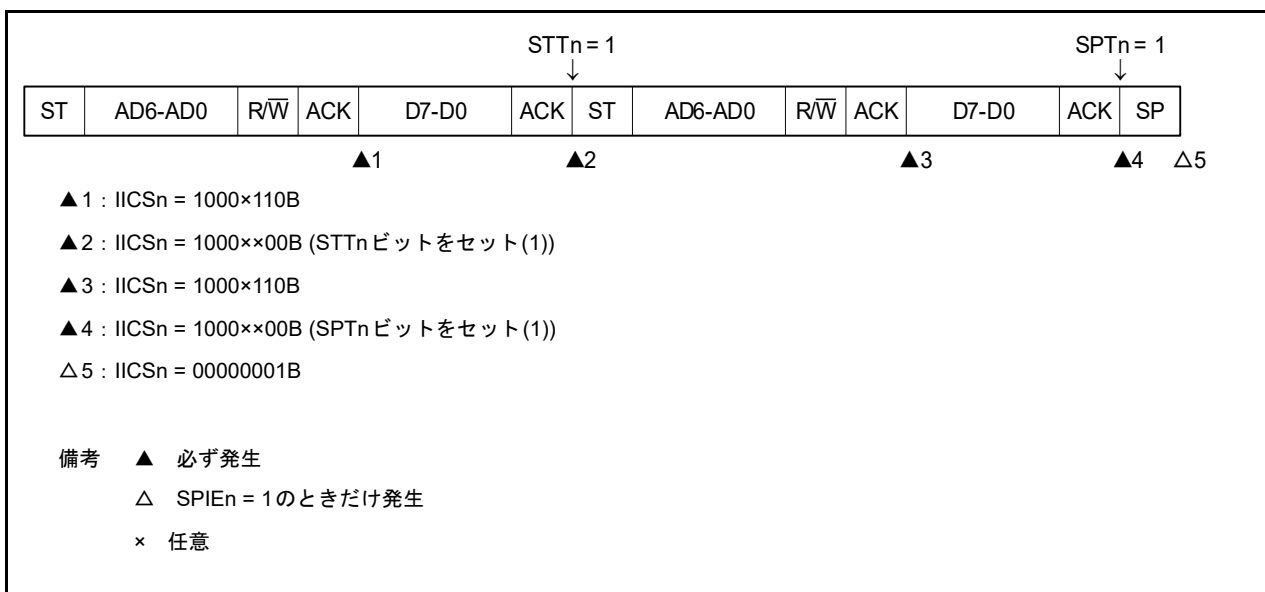 STTn = 1 SPTn = 1
↓ ↓
ST AD6-AD0 R/W̅ ACK D7-D0 ACK ST AD6-AD0 R/W̅ ACK D7-D0 ACK SP
▲1 ▲2 ▲3 ▲4 △5
▲1：IICSn = 1000×110B
▲2：IICSn = 1000××00B (STTnビットをセット(1))
▲3：IICSn = 1000×110B
▲4：IICSn = 1000××00B (SPTnビットをセット(1))
△5：IICSn = 00000001B
備考 ▲ 必ず発生
△ SPIEn = 1のときだけ発生
× 任意